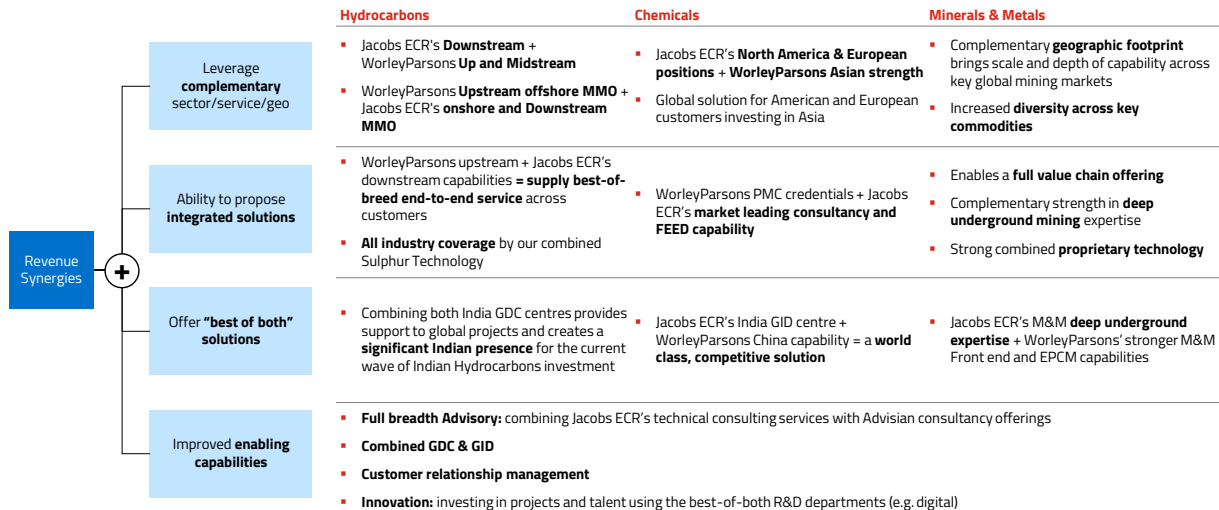 Hydrocarbons
Chemicals
Minerals & Metals
Revenue
Synergies
+
Leverage
complementary
sector/service/geo
▪ Jacobs ECR's Downstream +
WorleyParsons Up and Midstream
▪ WorleyParsons Upstream offshore MMO +
Jacobs ECR's onshore and Downstream
MMO
▪ Jacobs ECR's North America & European
positions + WorleyParsons Asian strength
▪ Global solution for American and European
customers investing in Asia
▪ Complementary geographic footprint
brings scale and depth of capability across
key global mining markets
▪ Increased diversity across key
commodities
Ability to propose
integrated solutions
▪ WorleyParsons upstream + Jacobs ECR's
downstream capabilities = supply best-of-
breed end-to-end service across
customers
▪ All industry coverage by our combined
Sulphur Technology
▪ WorleyParsons PMC credentials + Jacobs
ECR's market leading consultancy and
FEED capability
▪ Enables a full value chain offering
▪ Complementary strength in deep
underground mining expertise
▪ Strong combined proprietary technology
Offer "best of both"
solutions
▪ Combining both India GDC centres provides
support to global projects and creates a
significant Indian presence for the current
wave of Indian Hydrocarbons investment
▪ Jacobs ECR's India GID centre +
WorleyParsons China capability = a world
class, competitive solution
▪ Jacobs ECR's M&M deep underground
expertise + WorleyParsons' stronger M&M
Front end and EPCM capabilities
Improved enabling
capabilities
▪ Full breadth Advisory: combining Jacobs ECR's technical consulting services with Advisian consultancy offerings
▪ Combined GDC & GID
▪ Customer relationship management
▪ Innovation: investing in projects and talent using the best-of-both R&D departments (e.g. digital)